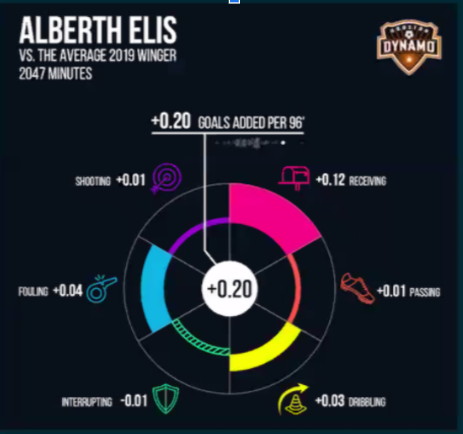 ALBERTH ELIS
VS. THE AVERAGE 2019 WINGER
2047 MINUTES
HOUSTON
DYNAMO
+0.20 GOALS ADDED PER 96'
SHOOTING +0.01
+0.12 RECEIVING
FOULING +0.04
+0.20
+0.01 PASSING
INTERRUPTING -0.01
+0.03 DRIBBLING